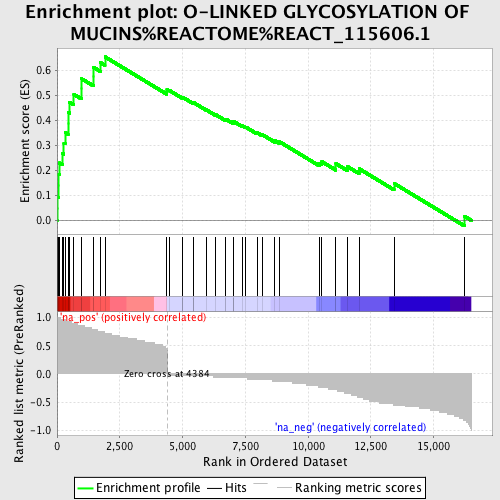 Enrichment plot: O-LINKED GLYCOSYLATION OF
MUCINS%REACTOME%REACT_115606.1
Enrichment score (ES)
0.6
0.5
0.4
0.3
0.2
0.1
0.0
Ranked list metric (PreRanked)
1.0
0.5
0.0
-0.5
-1.0
'na_pos' (positively correlated)
Zero cross at 4384
'na_neg' (negatively correlated)
0
2,500
5,000
7,500
10,000
12,500
15,000
Rank in Ordered Dataset
Enrichment profile
Hits
Ranking metric scores